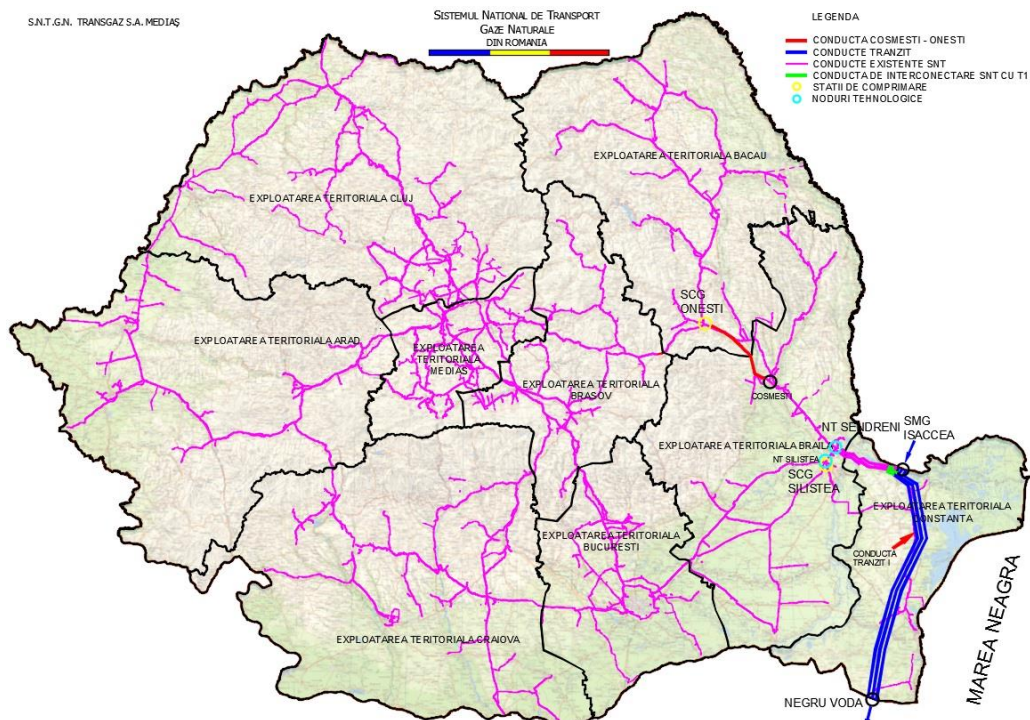 S.N.T.G.N. TRANSGAZ S.A. MEDIAŞ
SISTEMUL NATIONAL DE TRANSPORT
GAZE NATURALE
DIN ROMANIA
LEGENDA
CONDUCTA COSMESTI - ONESTI
CONDUCTE TRANZIT
CONDUCTE EXISTENTE SNT
CONDUCTA DE INTERCONECTARE SNT CU T1
STATII DE COMPRIMARE
NODURI TEHNOLOGICE
EXPLOATAREA TERITORIALA BACAU
EXPLOATAREA TERITORIALA CLUJ
SCG
ONESTI
EXPLOATAREA TERITORIALA ARAD
EXPLOATAREA
TERITORIALA
MEDIAS
EXPLOATAREA TERITORIALA
BRASOV
COSMESTI
NT SENDRENI
SMG
ISACCEA
EXPLOATAREA TERITORIALA BRAILA
NT SILISTEA
SCG
SILISTEA
EXPLOATAREA TERITORIALA
CONSTANTA
EXPLOATAREA TERITORIALA
BUCURESTI
CONDUCTA
TRANZIT I
EXPLOATAREA TERITORIALA CRAIOVA
MAREA NEAGRA
NEGRU VODA